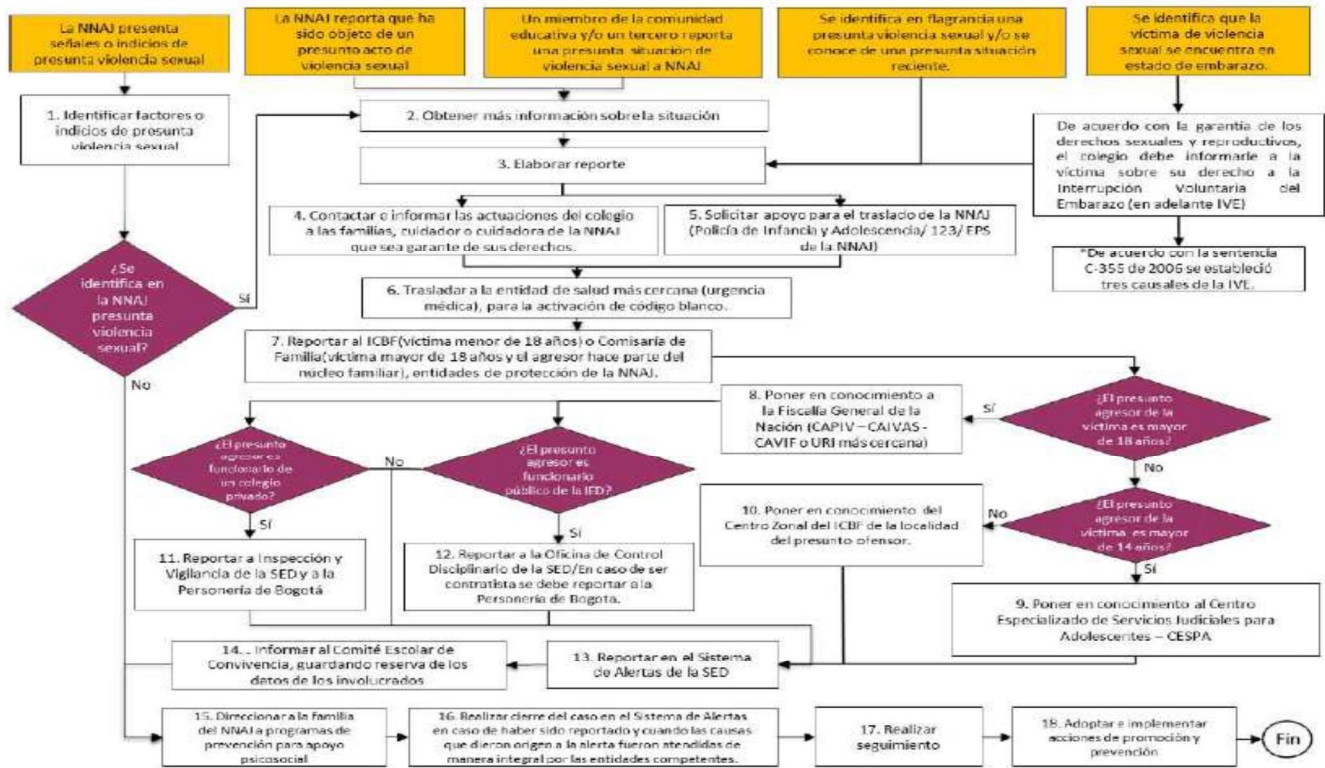 La NNAJ presenta
señales o indicios de
presunta violencia sexual
La NNAJ reporta que ha
sido objeto de un
presunto acto de
violencia sexual
Un miembro de la comunidad
educativa y/o un tercero reporta
una presunta situación de
violencia sexual a NNAJ
Se identifica en flagrancia una
presunta violencia sexual y/o se
conoce de una presunta situación
reciente.
Se identifica que la
víctima de violencia
sexual se encuentra en
estado de embarazo.
1. Identificar factores o
indicios de presunta
violencia sexual
2. Obtener más información sobre la situación
3. Elaborar reporte
De acuerdo con la garantía de los
derechos sexuales y reproductivos,
el colegio debe informarle a la
víctima sobre su derecho a la
Interrupción Voluntaria del
Embarazo (en adelante IVE)
4. Contactar e informar las actuaciones del colegio
a las familias, cuidador o cuidadora de la NNAJ
que sea garante de sus derechos.
5. Solicitar apoyo para el traslado de la NNAJ
(Policía de Infancia y Adolescencia/ 123/ EPS
de la NNAJ)
*De acuerdo con la sentencia
C-355 de 2006 se estableció
tres causales de la IVE.
¿Se
identifica en
la NNAJ
presunta
violencia
sexual?
Sí
No
6. Trasladar a la entidad de salud más cercana (urgencia
médica), para la activación de código blanco.
7. Reportar al ICBF(víctima menor de 18 años) o Comisaría de
Familia(víctima mayor de 18 años y el agresor hace parte del
núcleo familiar), entidades de protección de la NNAJ.
8. Poner en conocimiento a
la Fiscalía General de la
Nación (CAPIV – CAIVAS -
CAVIF o URI más cercana)
Sí
¿El presunto
agresor de la
víctima es mayor
de 18 años?
No
¿El presunto
agresor es
funcionario de
un colegio
privado?
No
¿El presunto
agresor es
funcionario
público de la IED?
Sí
Sí
10. Poner en conocimiento del
Centro Zonal del ICBF de la localidad
del presunto ofensor.
No
¿El presunto
agresor de la
víctima es mayor
de 14 años?
Sí
11. Reportar a Inspección y
Vigilancia de la SED y a la
Personería de Bogotá
12. Reportar a la Oficina de Control
Disciplinario de la SED/En caso de ser
contratista se debe reportar a la
Personería de Bogota.
9. Poner en conocimiento al Centro
Especializado de Servicios Judiciales para
Adolescentes – CESPA
14. . Informar al Comité Escolar de
Convivencia, guardando reserva de los
datos de los involucrados
13. Reportar en el Sistema
de Alertas de la SED
15. Direccionar a la familia
del NNAJ a programas de
prevención para apoyo
psicosocial
16. Realizar cierre del caso en el Sistema de Alertas
en caso de haber sido reportado y cuando las causas
que dieron origen a la alerta fueron atendidas de
manera integral por las entidades competentes.
17. Realizar
seguimiento
18. Adoptar e implementar
acciones de promoción y
prevención
Fin